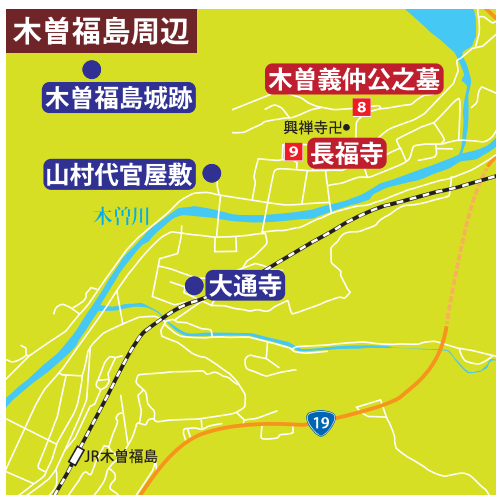 木曽福島周辺
木曽福島城跡
木曽義仲公之墓
8
興禅寺卍
9
長福寺
山村代官屋敷
木曽川
大通寺
19
JR木曽福島